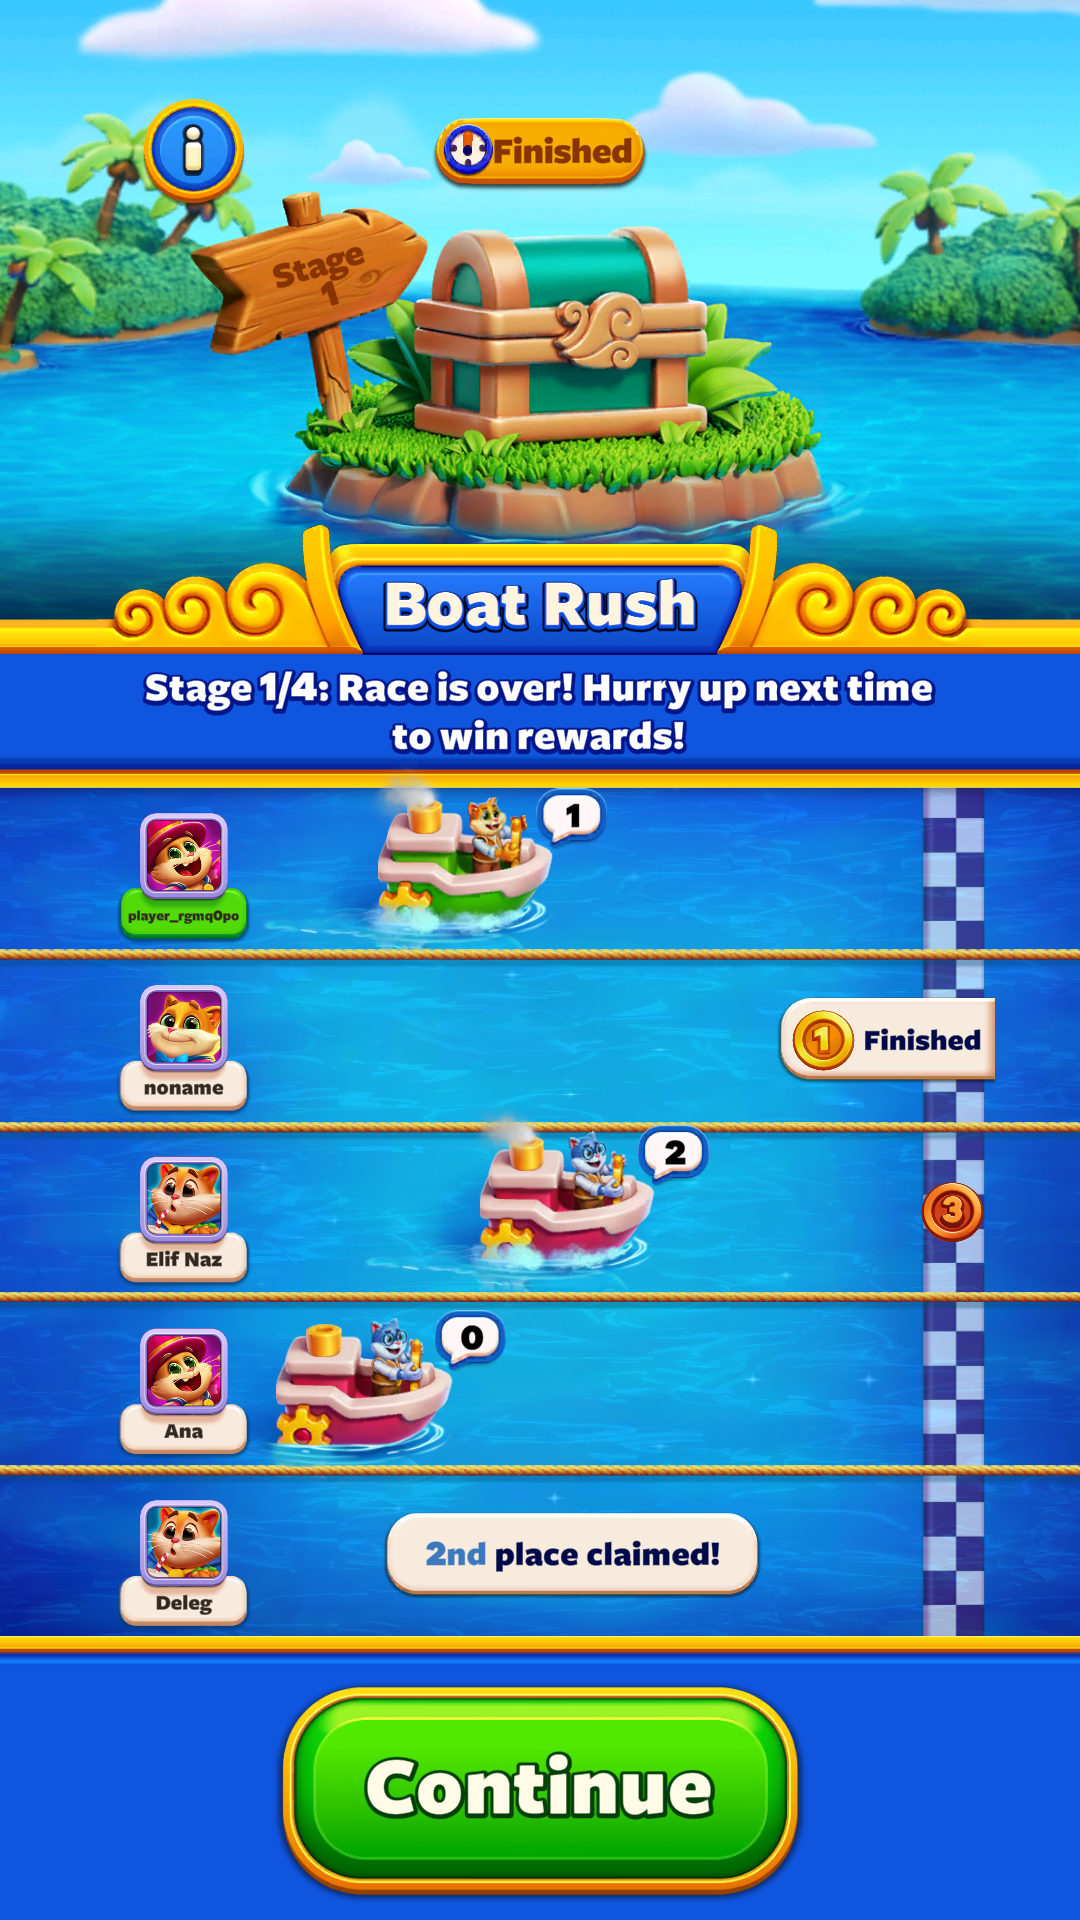 Finished
Stage
1
Boat Rush
Stage 1/4: Race is over! Hurry up next time
to win rewards!
1
player_rgmq0po
1 Finished
noname
2
3
Elif Naz
0
Ana
2nd place claimed!
Deleg
Continue